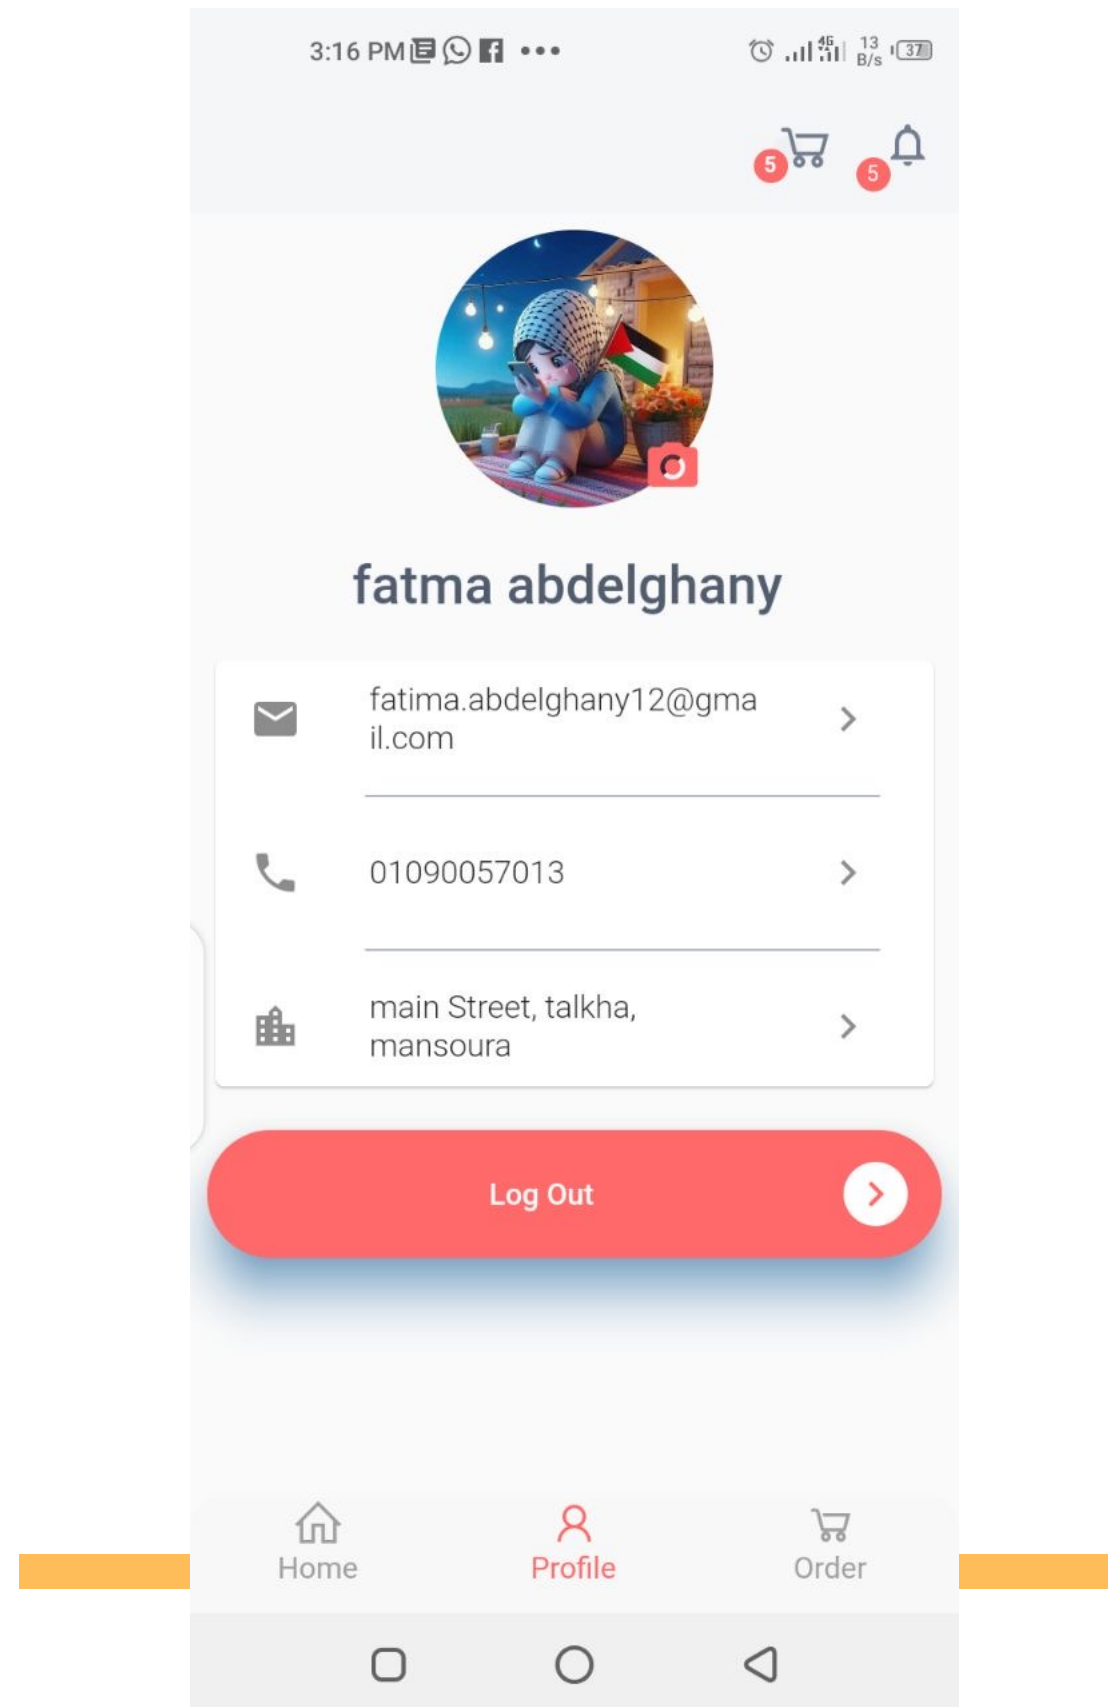 3:16 PM
4G
13
B/s
37
5
5
fatma abdelghany
fatima.abdelghany12@gma
il.com
01090057013
main Street, talkha,
mansoura
Log Out
Home
Profile
Order